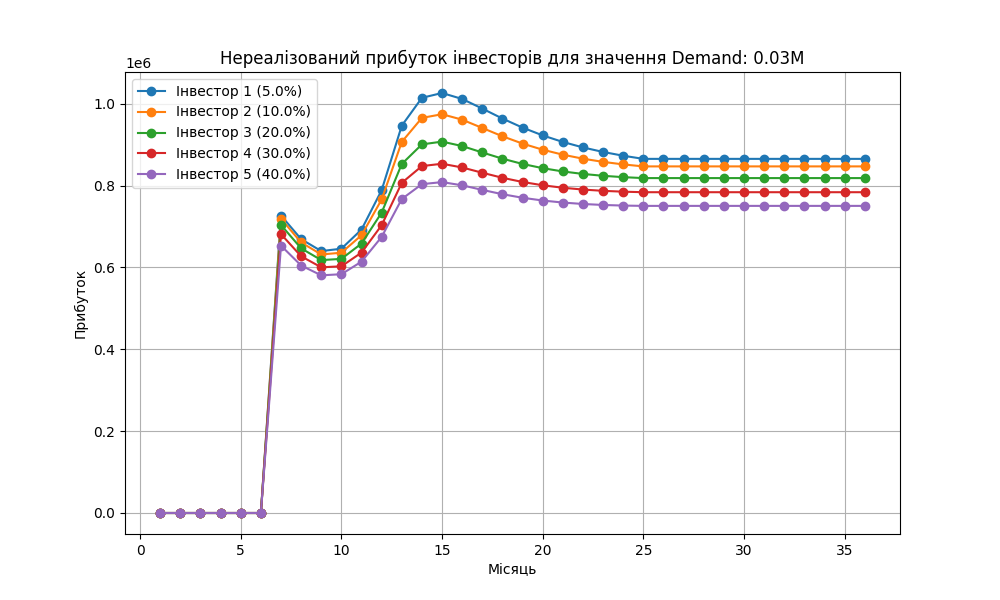 Нереалізований прибуток інвесторів для значення Demand: 0.03M
1e6
Інвестор 1 (5.0%)
Інвестор 2 (10.0%)
Інвестор 3 (20.0%)
Інвестор 4 (30.0%)
Інвестор 5 (40.0%)
1.0
0.8
0.6
0.4
0.2
0.0
Прибуток
0 5 10 15 20 25 30 35
Місяць